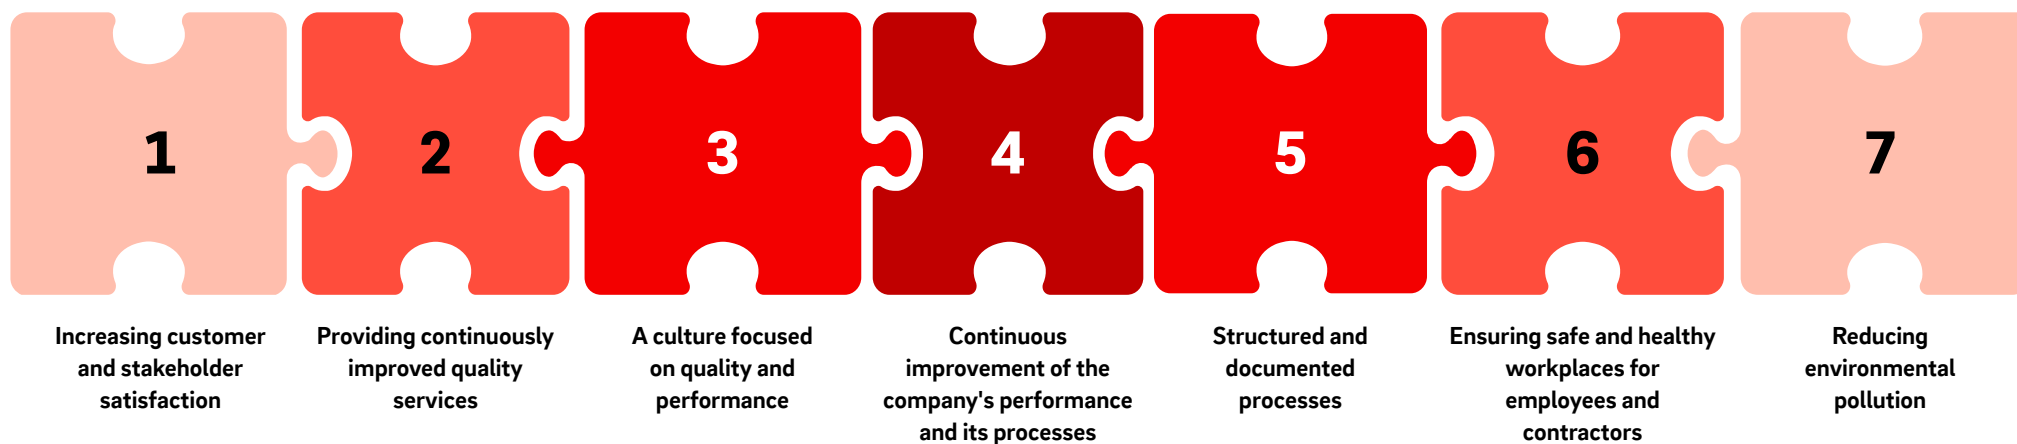 1
2
3
4
5
6
7
Increasing customer
and stakeholder
satisfaction
Providing continuously
improved quality
services
A culture focused
on quality and
performance
Continuous
improvement of the
company's performance
and its processes
Structured and
documented
processes
Ensuring safe and healthy
workplaces for
employees and
contractors
Reducing
environmental
pollution